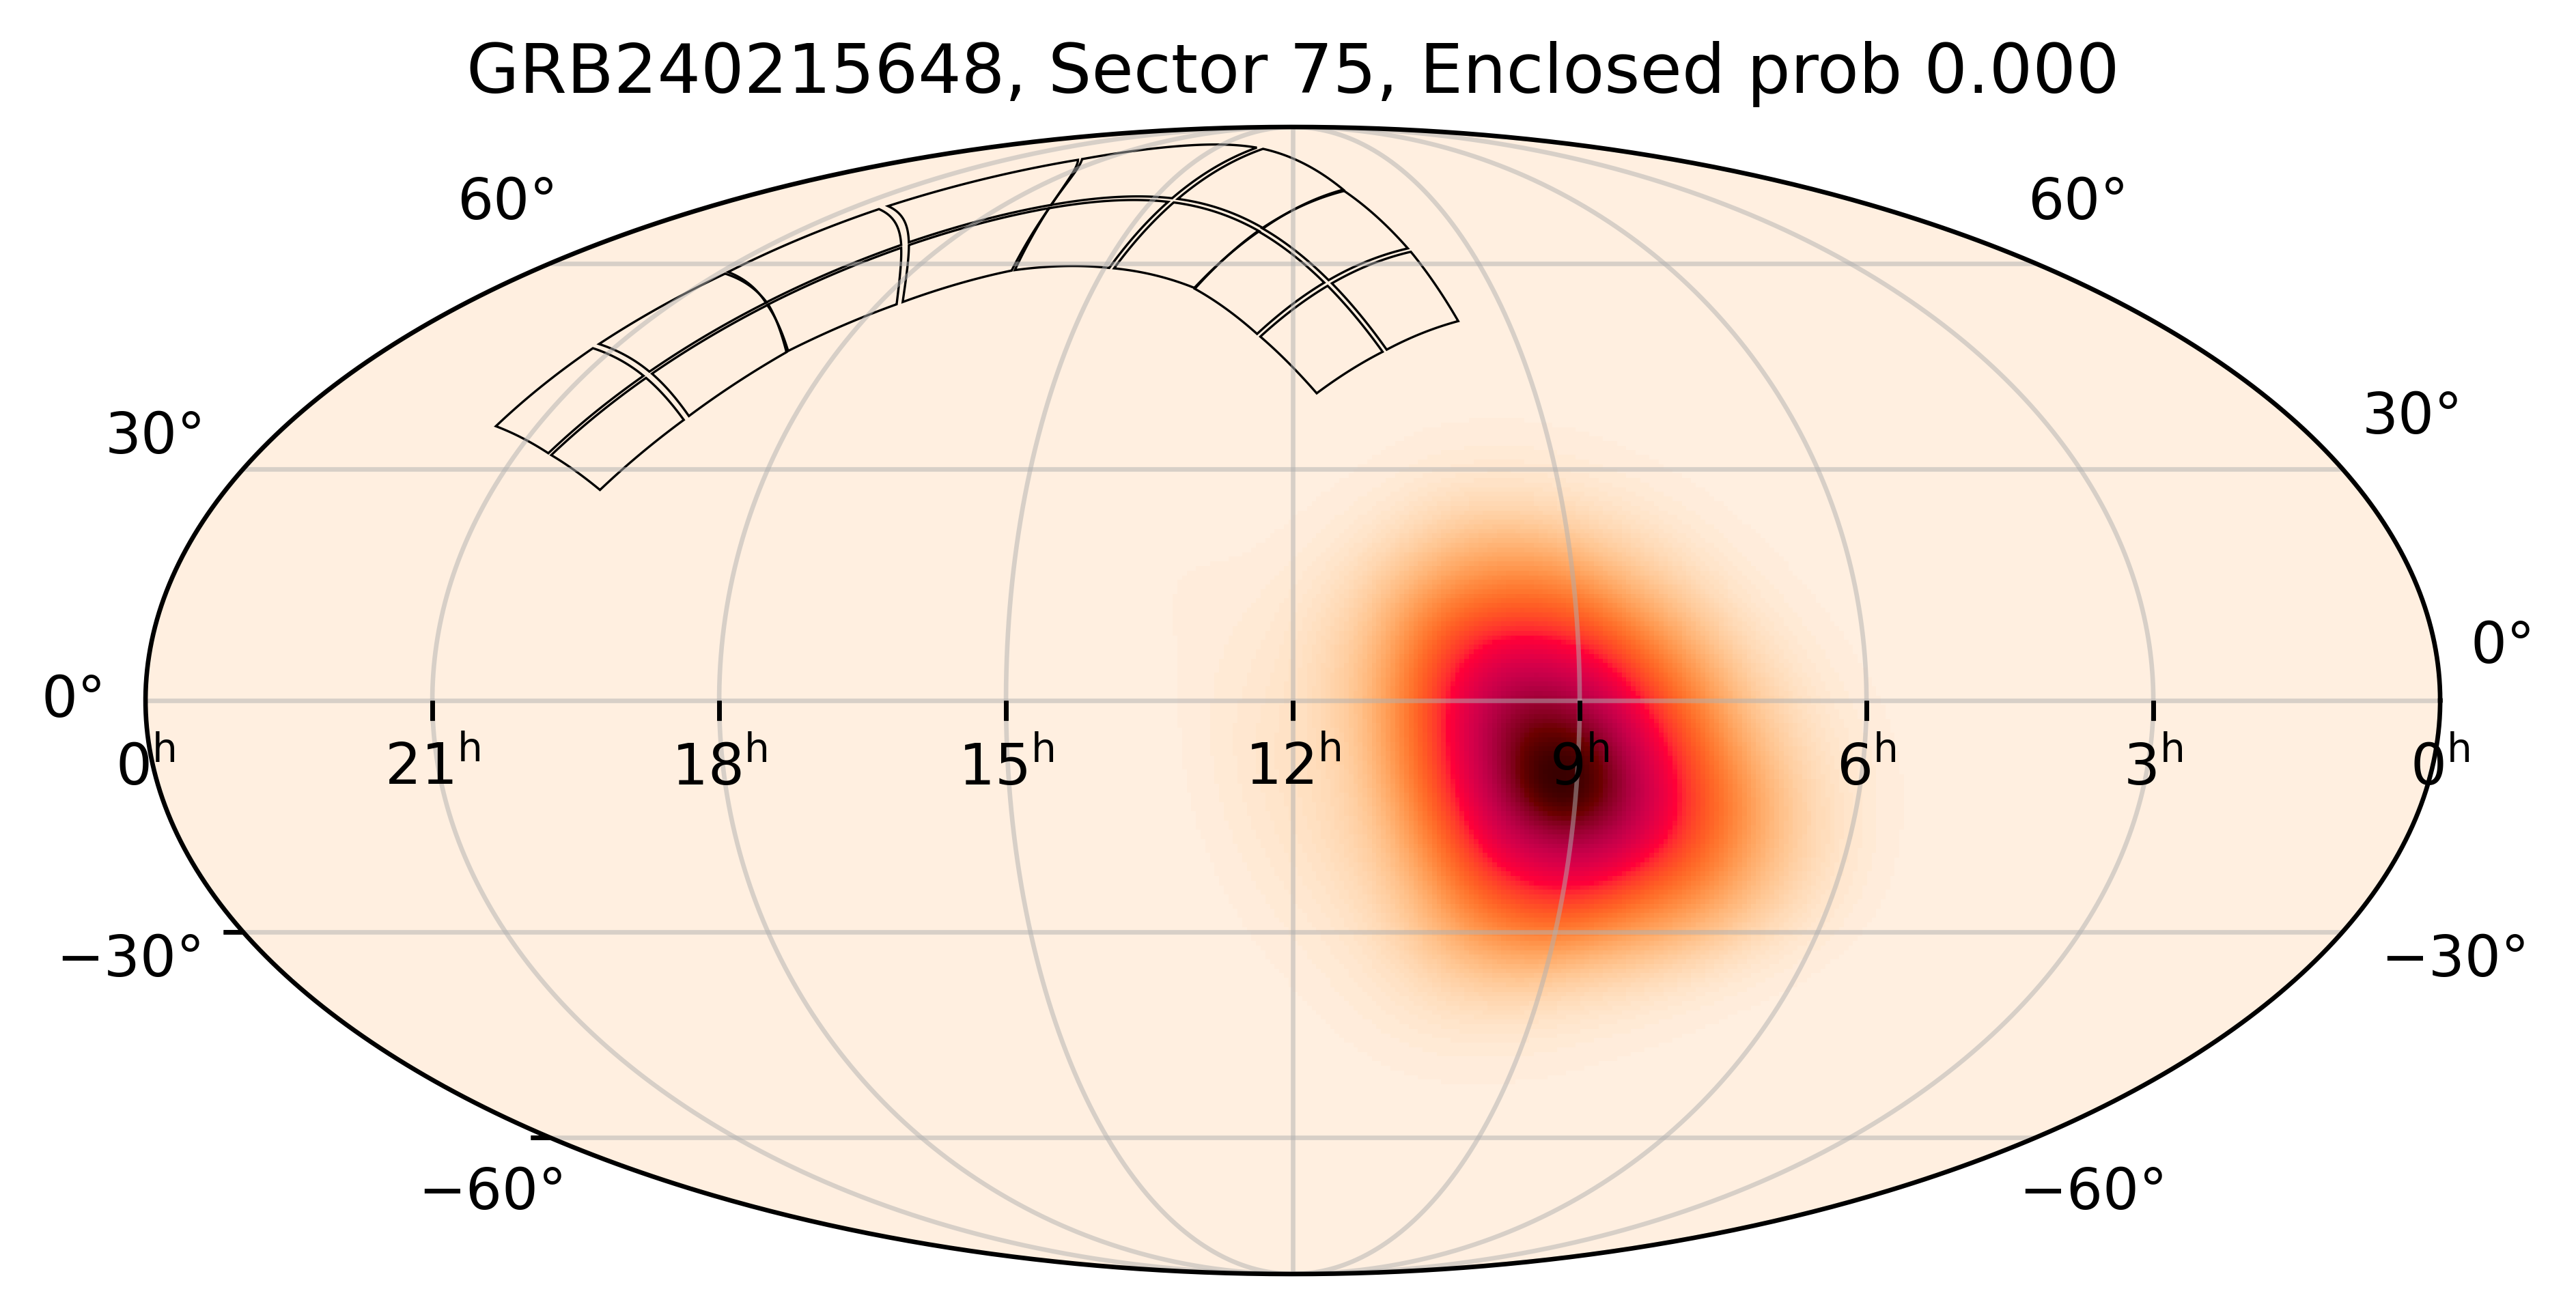 GRB240215648, Sector 75, Enclosed prob 0.000
60° 60°
30° 30°
0° 0°
0h 21h 18h 15h 12h 9h 6h 3h 0h
−30° −30°
−60° −60°